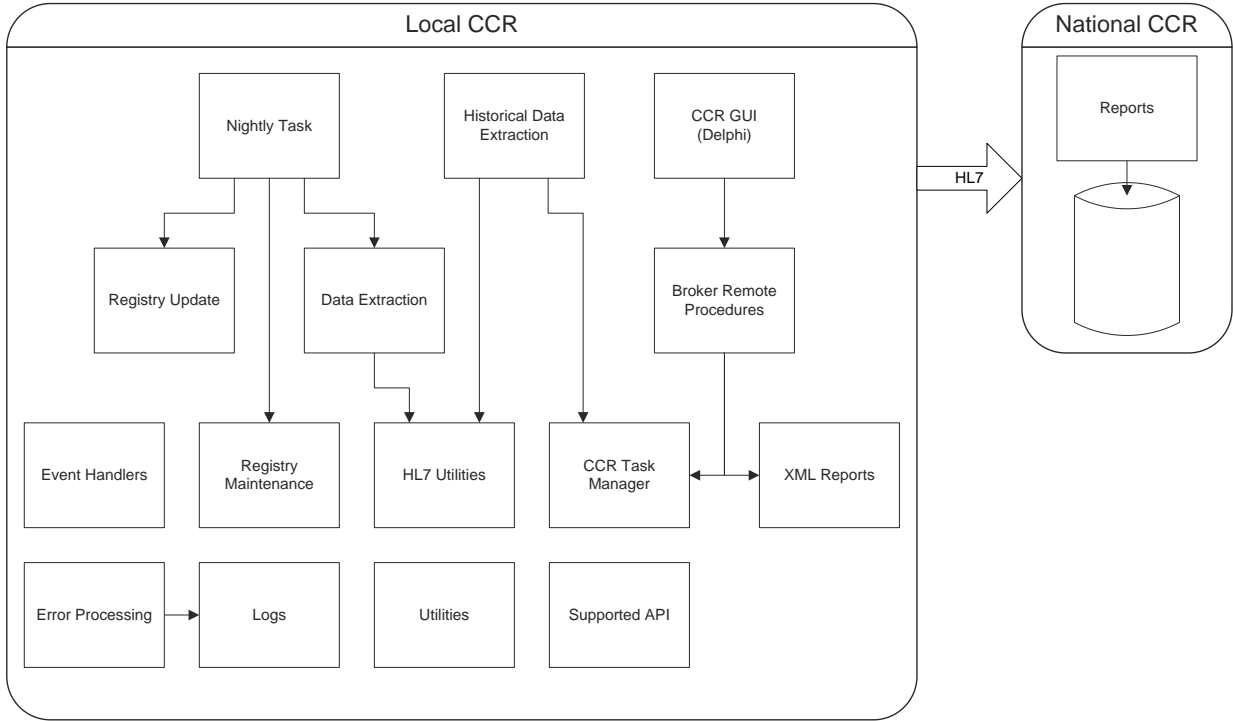 Local CCR
National CCR
Nightly Task
Historical Data
Extraction
CCR GUI
(Delphi)
Reports
HL7
Registry Update
Data Extraction
Broker Remote
Procedures
Event Handlers
Registry
Maintenance
HL7 Utilities
CCR Task
Manager
XML Reports
Error Processing
Logs
Utilities
Supported API